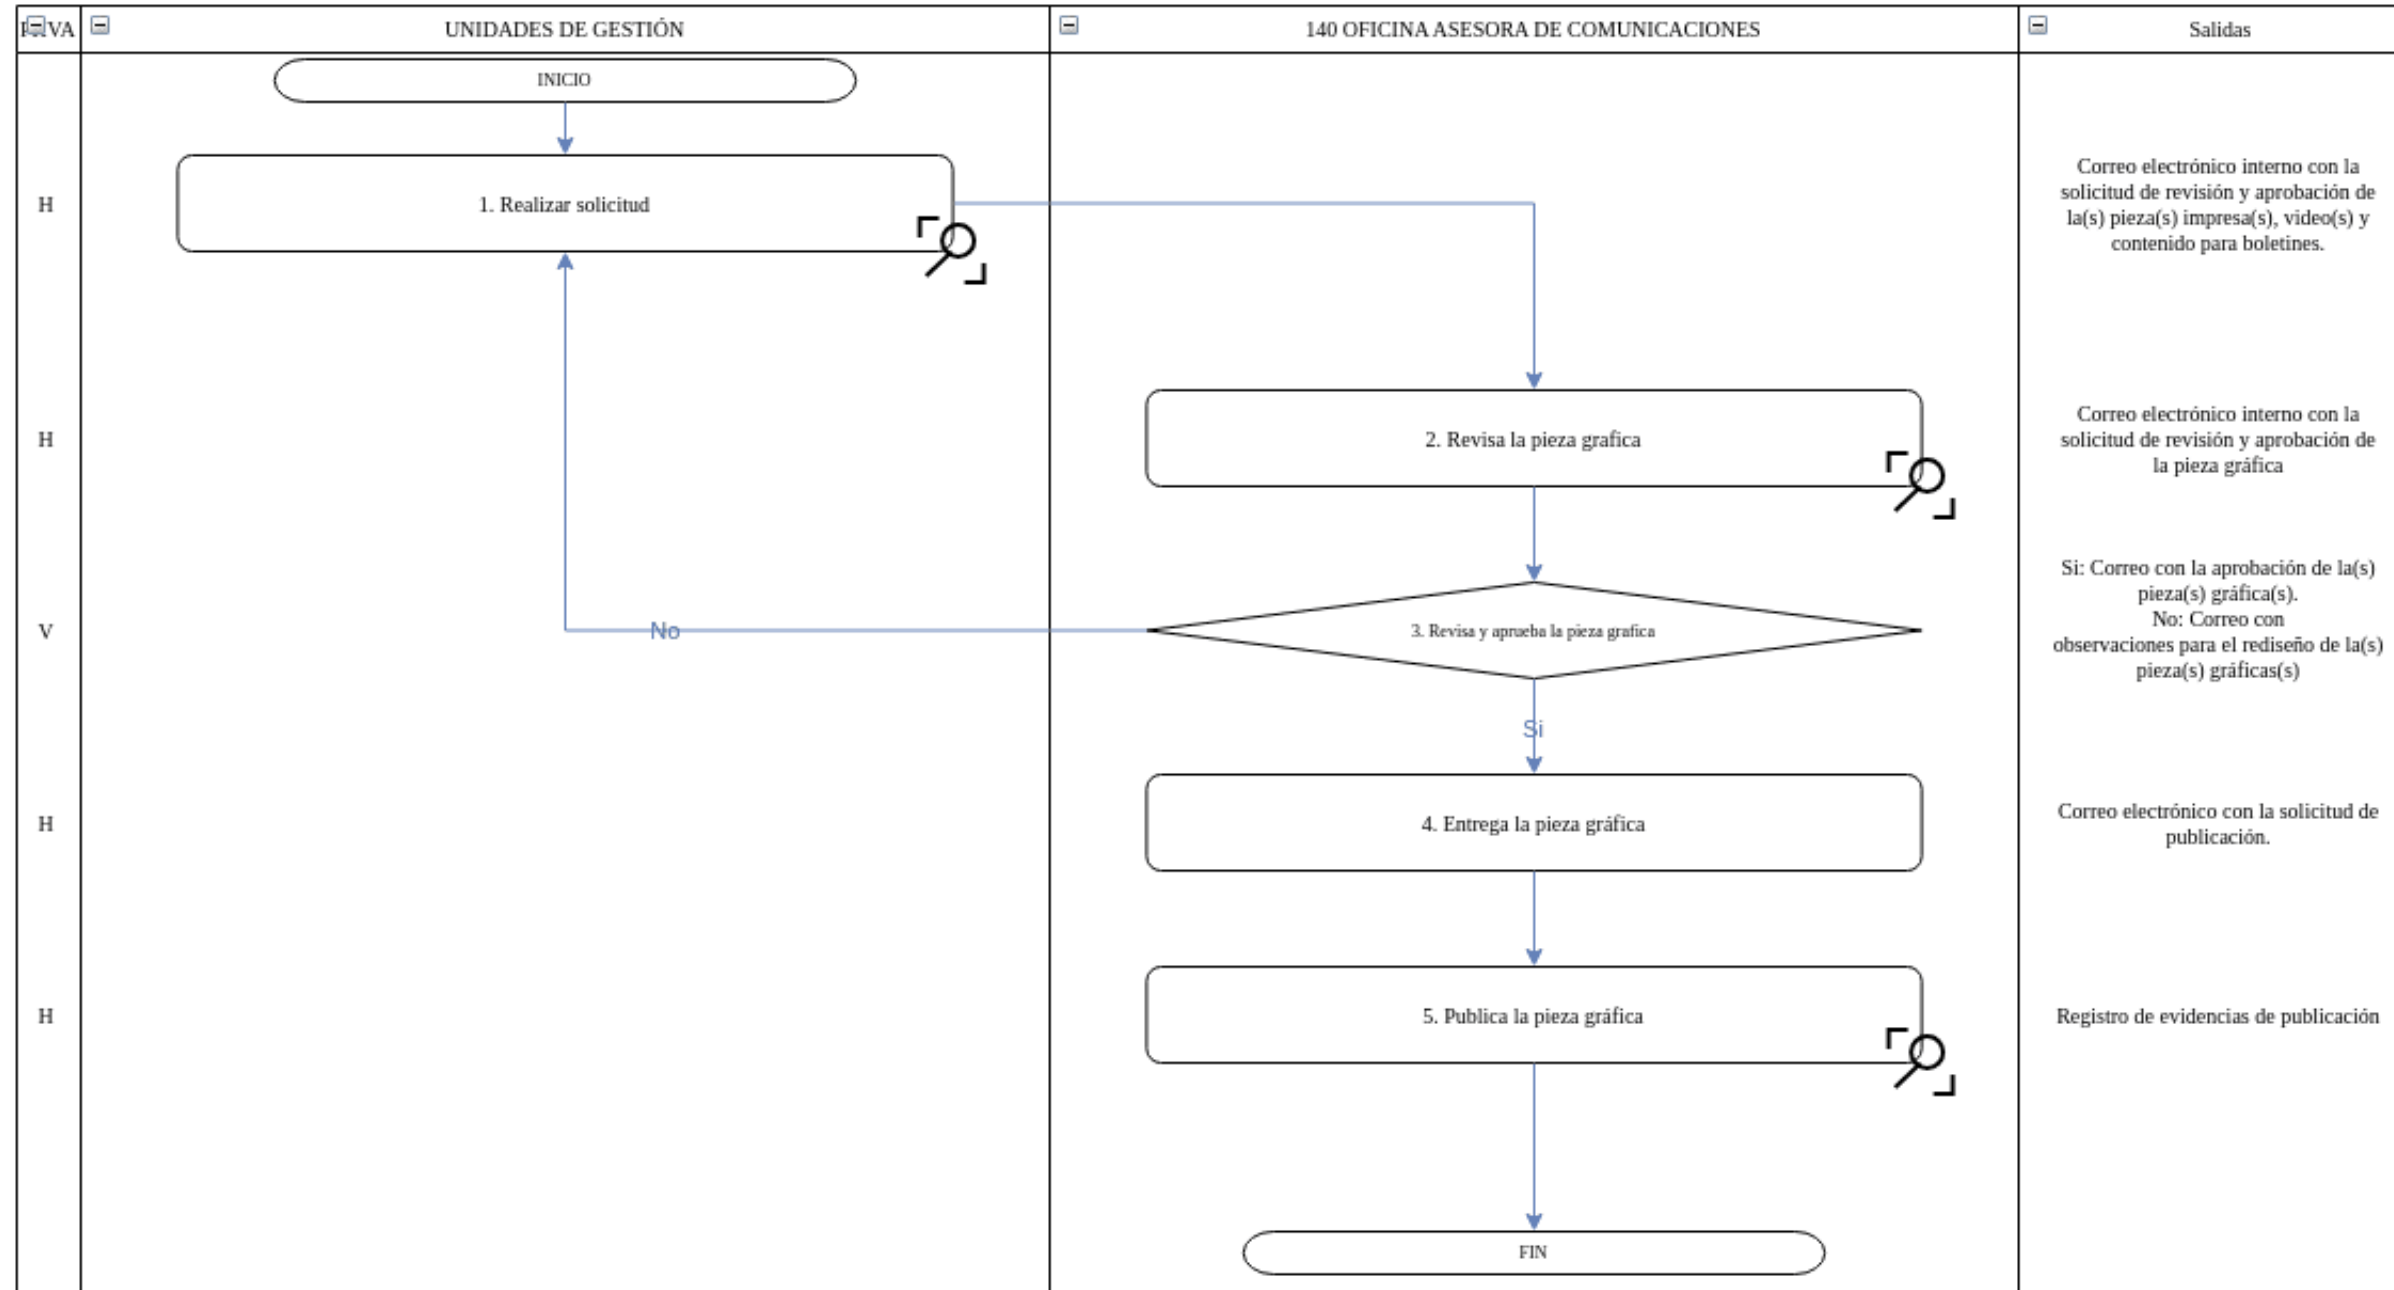 UNIDADES DE GESTIÓN
140 OFICINA ASESORA DE COMUNICACIONES
Salidas
INICIO
H
1. Realizar solicitud
Correo electrónico interno con la
solicitud de revisión y aprobación de
la(s) pieza(s) impresa(s), video(s) y
contenido para boletines.
H
2. Revisa la pieza grafica
Correo electrónico interno con la
solicitud de revisión y aprobación de
la pieza gráfica
V
No
3. Revisa y aprueba la pieza grafica
Si: Correo con la aprobación de la(s)
pieza(s) gráfica(s).
No: Correo con
observaciones para el rediseño de la(s)
pieza(s) gráficas(s)
Si
H
4. Entrega la pieza gráfica
Correo electrónico con la solicitud de
publicación.
H
5. Publica la pieza gráfica
Registro de evidencias de publicación
FIN